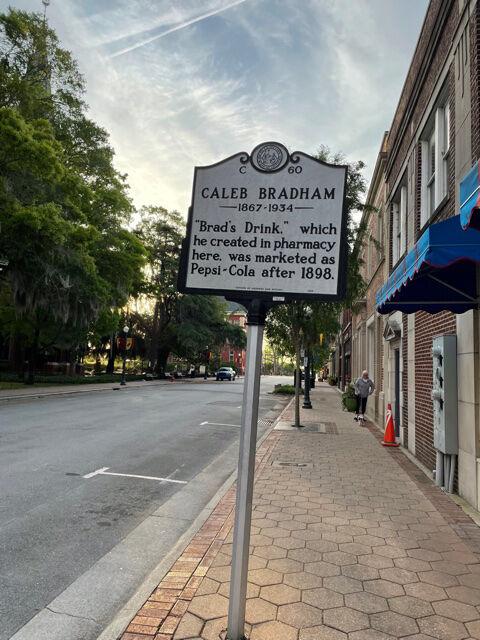 C 60
CALEB BRADHAM
1867-1934
"Brad's Drink," which
he created in pharmacy
here, was marketed as
Pepsi-Cola after 1898.